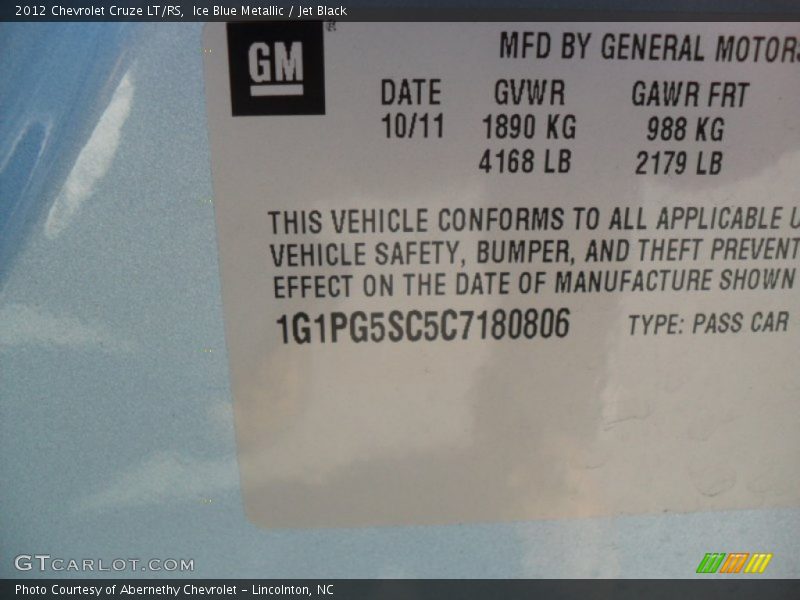 2012 Chevrolet Cruze LT/RS,  Ice Blue Metallic / Jet Black
GM
MFD BY GENERAL MOTORS
DATE GVWR GAWR FRT
10/11 1890 KG 988 KG
4168 LB 2179 LB
THIS VEHICLE CONFORMS TO ALL APPLICABLE U
VEHICLE SAFETY, BUMPER, AND THEFT PREVENT
EFFECT ON THE DATE OF MANUFACTURE SHOWN
1G1PG5SC5C7180806 TYPE: PASS CAR
GTCARLOT.COM
Photo Courtesy of Abernethy Chevrolet – Lincolnton, NC